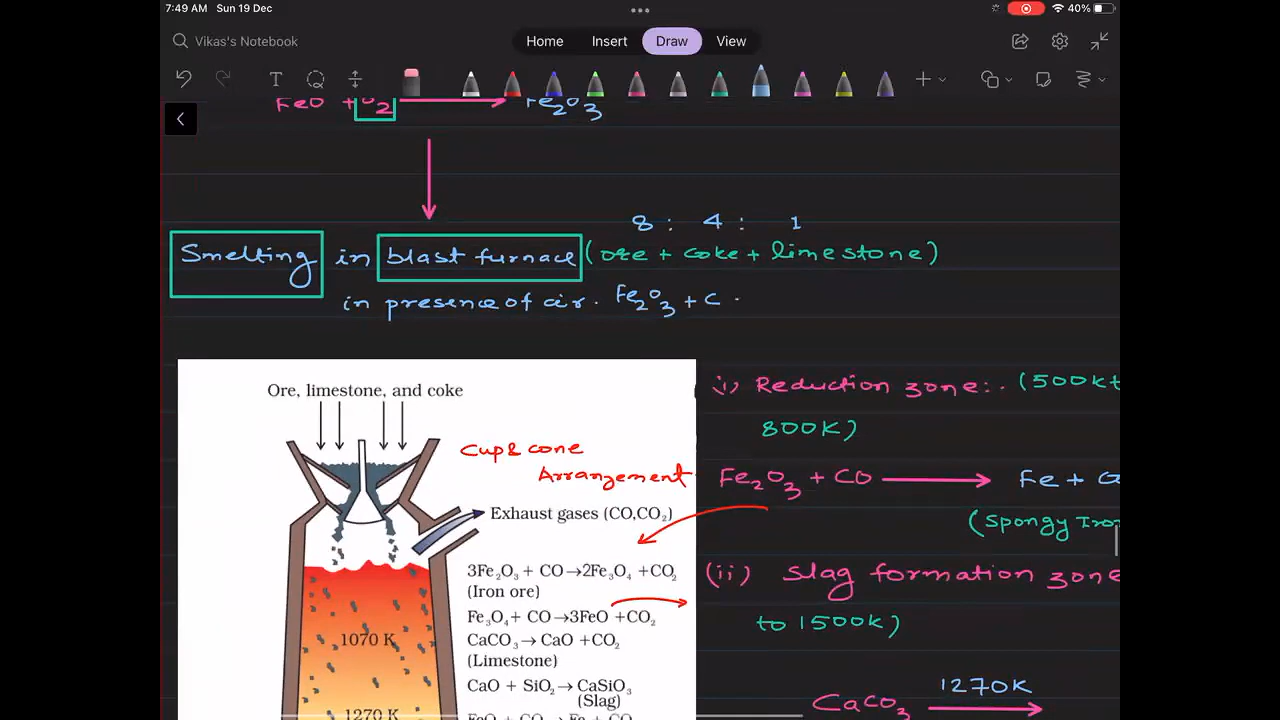 7:49 AM Sun 19 Dec
40%
Vikas's Notebook
Home Insert Draw View
FeO + O₂ → Fe₂O₃
8 : 4 : 1
Smelting in blast furnace (ore + coke + limestone)
in presence of air. Fe₂O₃ + C
Ore, limestone, and coke
Cup & cone
Arrangement
Exhaust gases (CO,CO₂)
3Fe₂O₃ + CO→2Fe₃O₄ +CO₂
(Iron ore)
Fe₃O₄+ CO→3FeO +CO₂
CaCO₃→ CaO +CO₂
(Limestone)
CaO + SiO₂→ CaSiO₃
(Slag)
FeO + CO→ Fe + CO
1070 K
1270 K
i) Reduction zone:. (500K t
800K)
Fe₂O₃ + CO → Fe + C
(Spongy Iron
(ii) Slag formation zone
to 1500K)
CaCO₃ 1270K →